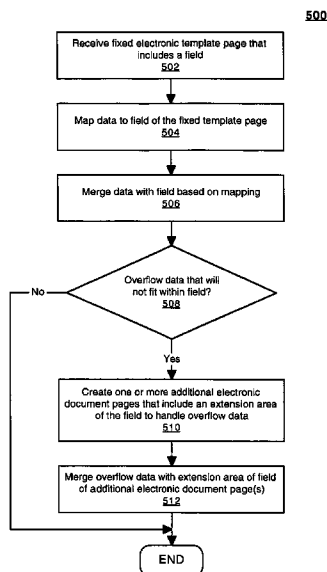 500
Receive fixed electronic template page that
includes a field
502
Map data to field of the fixed template page
504
Merge data with field based on mapping
506
Overflow data that will
not fit within field?
508
No
Yes
Create one or more additional electronic
document pages that include an extension area
of the field to handle overflow data
510
Merge overflow data with extension area of field
of additional electronic document page(s)
512
END